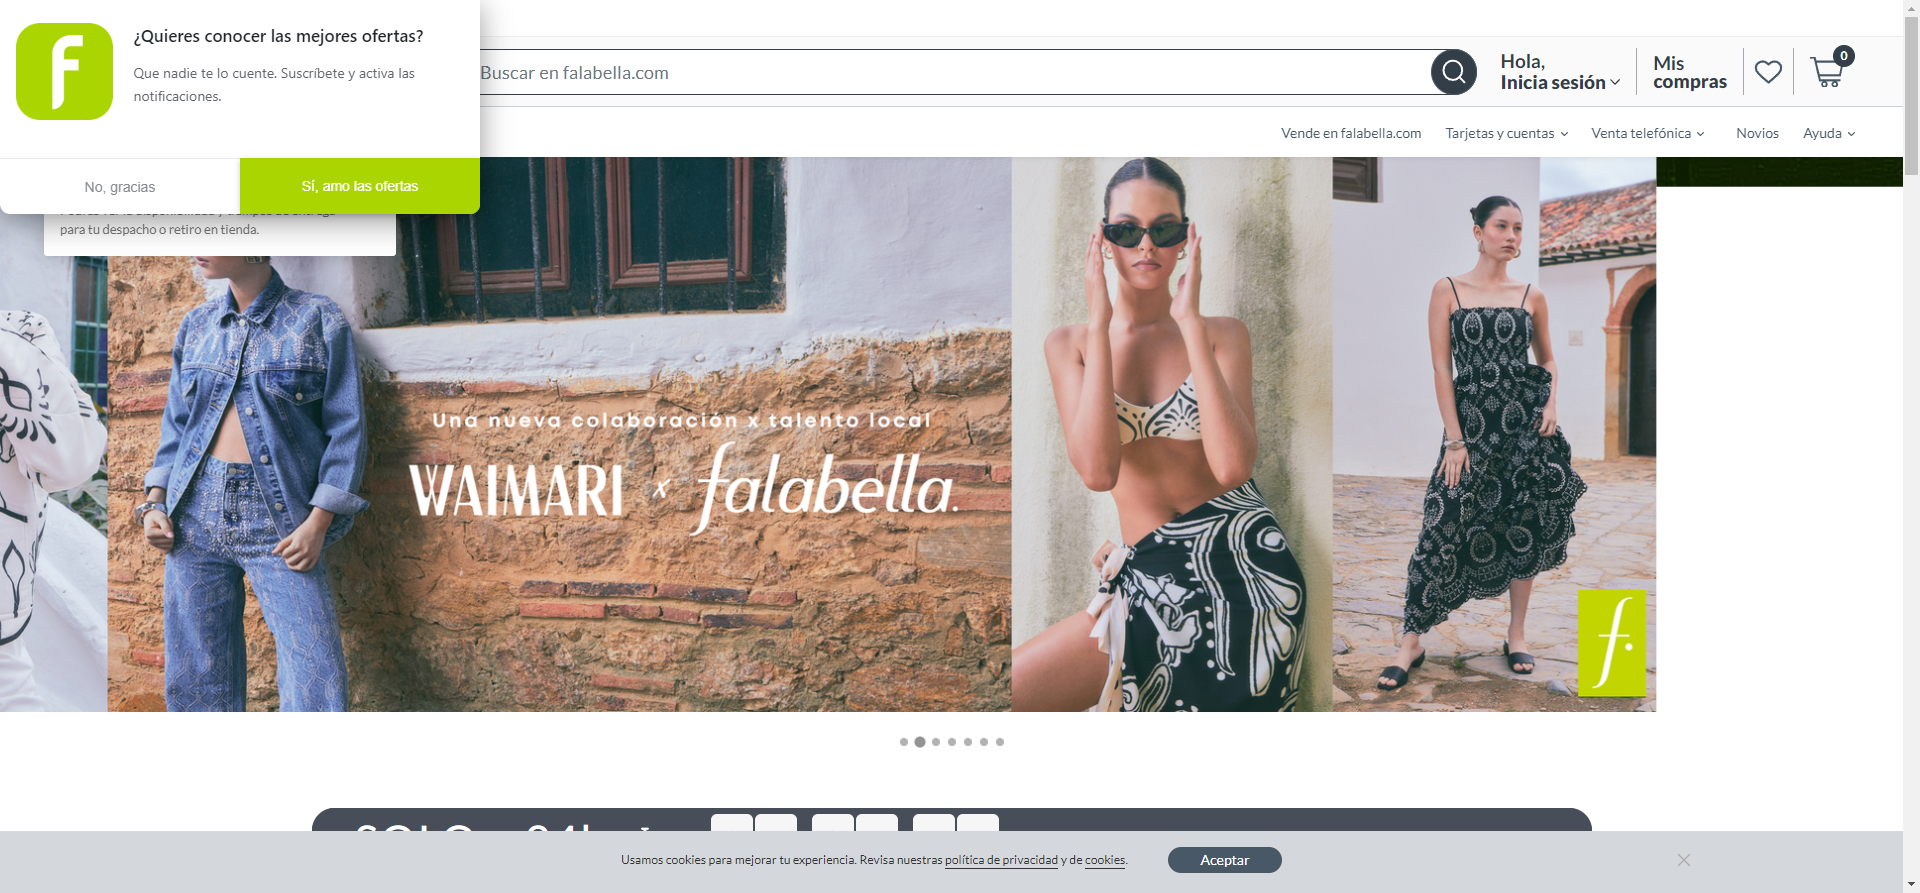 ¿Quieres conocer las mejores ofertas?
Que nadie te lo cuente. Suscríbete y activa las
notificaciones.
No, gracias
Sí, amo las ofertas
Buscar en falabella.com
Hola,
Inicia sesión
Mis
compras
0
Vende en falabella.com
Tarjetas y cuentas
Venta telefónica
Novios
Ayuda
para tu despacho o retiro en tienda.
Una nueva colaboración x talento local
WAIMARI x falabella.
f.
Usamos cookies para mejorar tu experiencia. Revisa nuestras política de privacidad y de cookies.
Aceptar